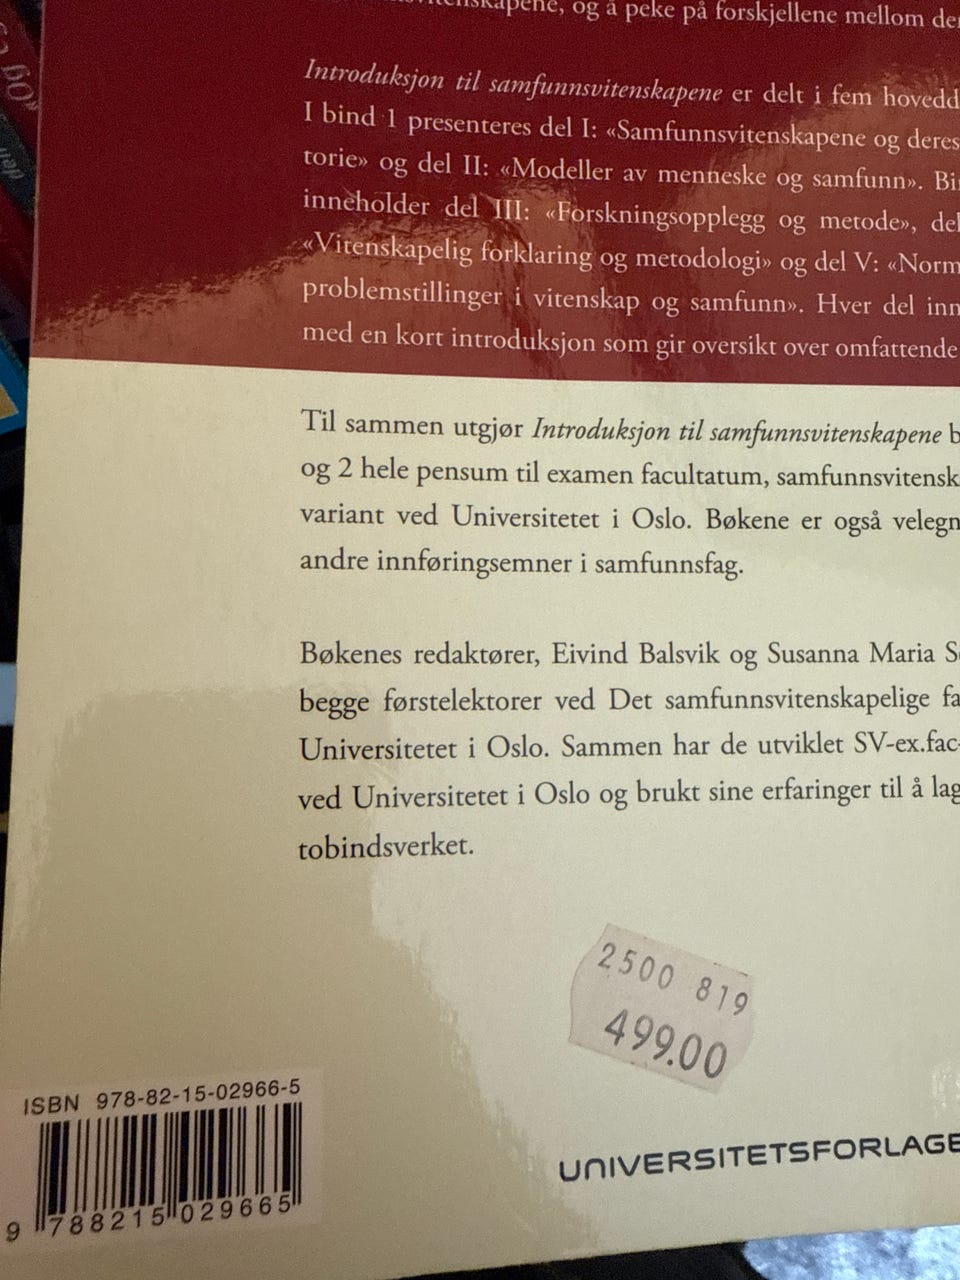 og å peke på forskjellene mellom
Introduksjon til samfunnsvitenskapene er delt i fem hovedd
I bind 1 presenteres del I: «Samfunnsvitenskapene og deres
torie» og del II: «Modeller av menneske og samfunn».
inneholder del III: «Forskningsopplegg og metode», del
«Vitenskapelig forklaring og metodologi» og del V: «Norm
problemstillinger i vitenskap og samfunn». Hver del inn
med en kort introduksjon som gir oversikt over omfattende
Til sammen utgjør Introduksjon til samfunnsvitenskapene b
og 2 hele pensum til examen facultatum, samfunnsvitensk
variant ved Universitetet i Oslo. Bøkene er også velegn
andre innføringsemner i samfunnsfag.
Bøkenes redaktører, Eivind Balsvik og Susanna Maria S
begge førstelektorer ved Det samfunnsvitenskapelige fa
Universitetet i Oslo. Sammen har de utviklet SV-ex.fac-
ved Universitetet i Oslo og brukt sine erfaringer til å lag
tobindsverket.
2500 819
499.00
ISBN 978-82-15-02966-5
9 788215 029665
UNIVERSITETSFORLAGE